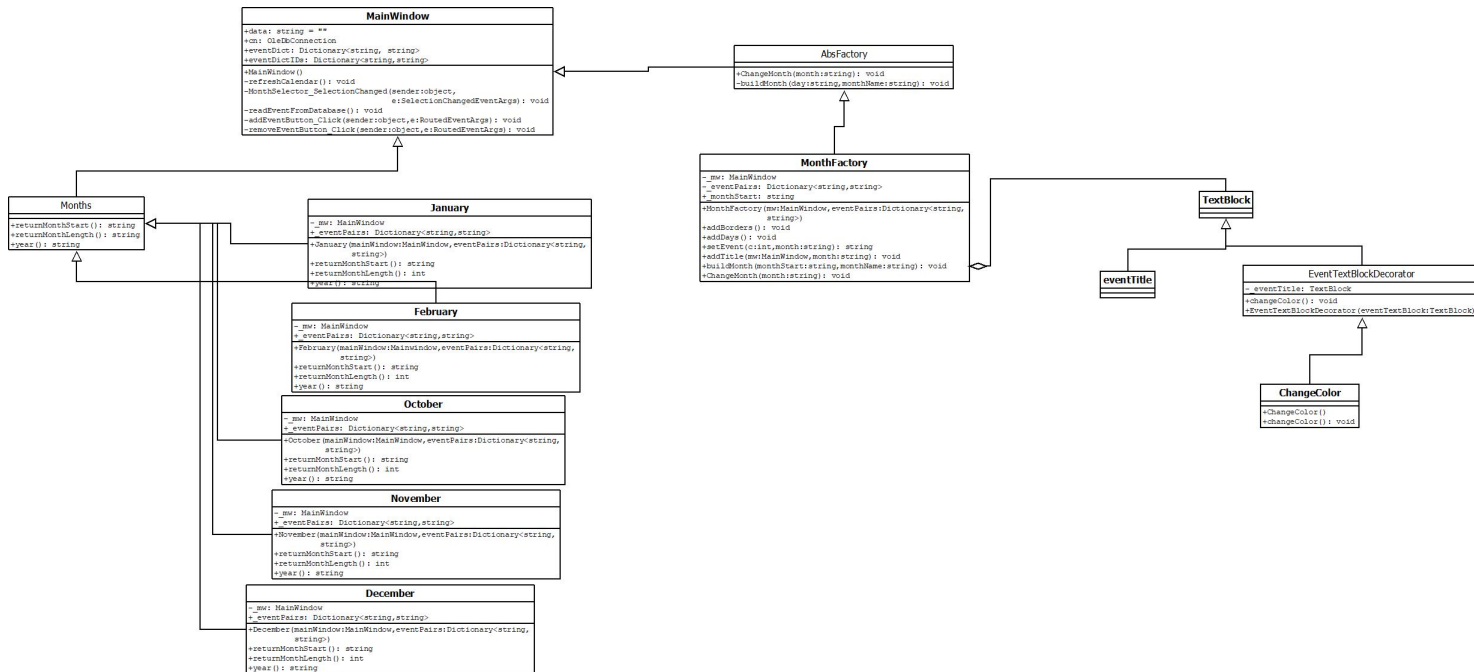 MainWindow
+data: string = ""
+cn: OleDbConnection
+eventDict: Dictionary<string, string>
+eventDictIDs: Dictionary<string,string>
+MainWindow()
-refreshCalendar(): void
-MonthSelector_SelectionChanged(sender:object,
e:SelectionChangedEventArgs): void
-readEventFromDatabase(): void
-addEventButton_Click(sender:object,e:RoutedEventArgs): void
-removeEventButton_Click(sender:object,e:RoutedEventArgs): void
AbsFactory
+ChangeMonth(month:string): void
-buildMonth(day:string,monthName:string): void
MonthFactory
-_mw: MainWindow
-_eventPairs: Dictionary<string,string>
+_monthStart: string
+MonthFactory(mw:MainWindow,eventPairs:Dictionary<string,
string>)
+addBorders(): void
+addDays(): void
+setEvent(c:int,month:string): string
+addTitle(mw:MainWindow,month:string): void
+buildMonth(monthStart:string,monthName:string): void
+ChangeMonth(month:string): void
Months
+returnMonthStart(): string
+returnMonthLength(): string
+year(): string
January
-_mw: MainWindow
+_eventPairs: Dictionary<string,string>
+January(mainWindow:MainWindow,eventPairs:Dictionary<string,
string>)
+returnMonthStart(): string
+returnMonthLength(): int
+year(): string
February
-_mw: MainWindow
+_eventPairs: Dictionary<string,string>
+February(mainWindow:Mainwindow,eventPairs:Dictionary<string,
string>)
+returnMonthStart(): string
+returnMonthLength(): int
+year(): string
October
-_mw: MainWindow
+_eventPairs: Dictionary<string,string>
+October(mainWindow:MainWindow,eventPairs:Dictionary<string,
string>)
+returnMonthStart(): string
+returnMonthLength(): int
+year(): string
November
-_mw: MainWindow
+_eventPairs: Dictionary<string,string>
+November(mainWindow:MainWindow,eventPairs:Dictionary<string,
string>)
+returnMonthStart(): string
+returnMonthLength(): int
+year(): string
December
-_mw: MainWindow
+_eventPairs: Dictionary<string,string>
+December(mainWindow:MainWindow,eventPairs:Dictionary<string,
string>)
+returnMonthStart(): string
+returnMonthLength(): int
+year(): string
TextBlock
eventTitle
EventTextBlockDecorator
-_eventTitle: TextBlock
+changeColor(): void
+EventTextBlockDecorator(eventTextBlock:TextBlock)
ChangeColor
+ChangeColor()
+changeColor(): void